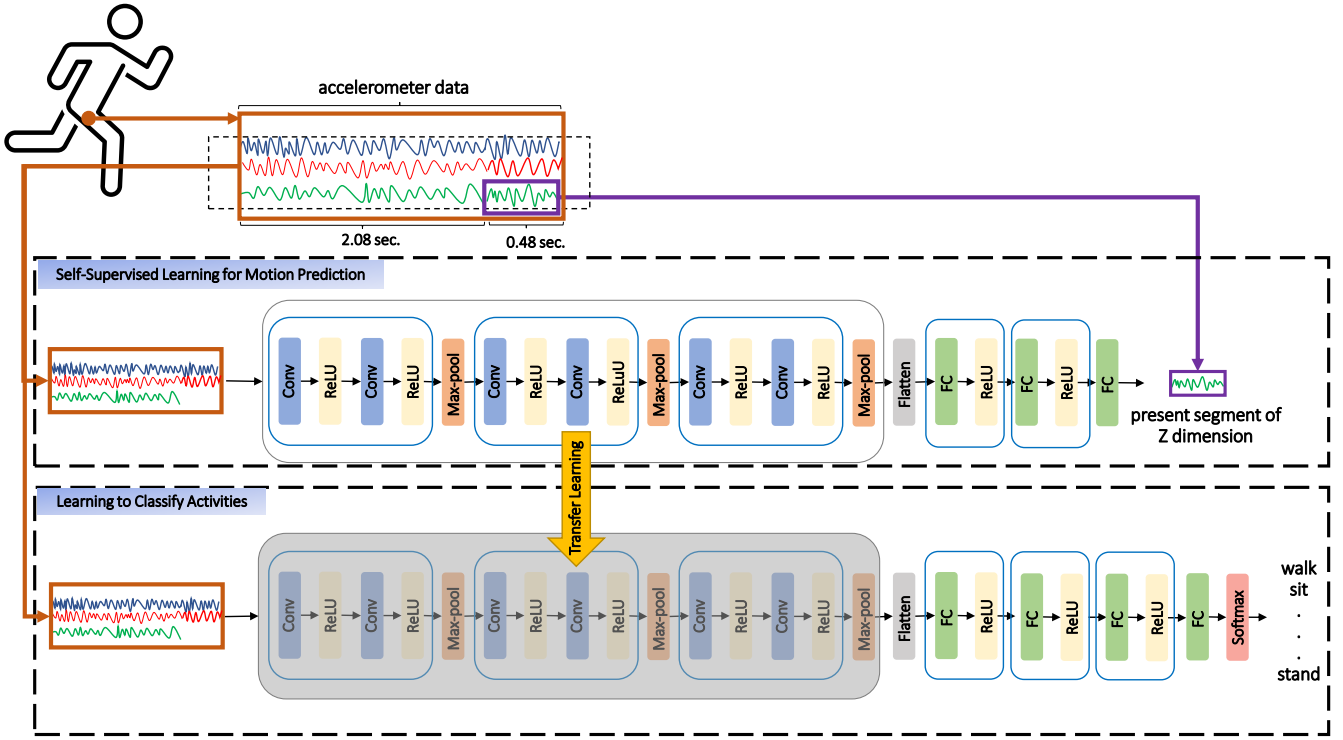 accelerometer data
2.08 sec.
0.48 sec.
Self-Supervised Learning for Motion Prediction
Conv
ReLU
Conv
ReLU
Max-pool
Conv
ReLU
Conv
ReLuU
Max-pool
Conv
ReLU
Conv
ReLU
Max-pool
Flatten
FC
ReLU
FC
ReLU
FC
present segment of
Z dimension
Transfer Learning
Learning to Classify Activities
Conv
ReLU
Conv
ReLU
Max-pool
Conv
ReLU
Conv
ReLU
Max-pool
Conv
ReLU
Conv
ReLU
Max-pool
Flatten
FC
ReLU
FC
ReLU
FC
ReLU
FC
Softmax
walk
sit
.
.
.
stand